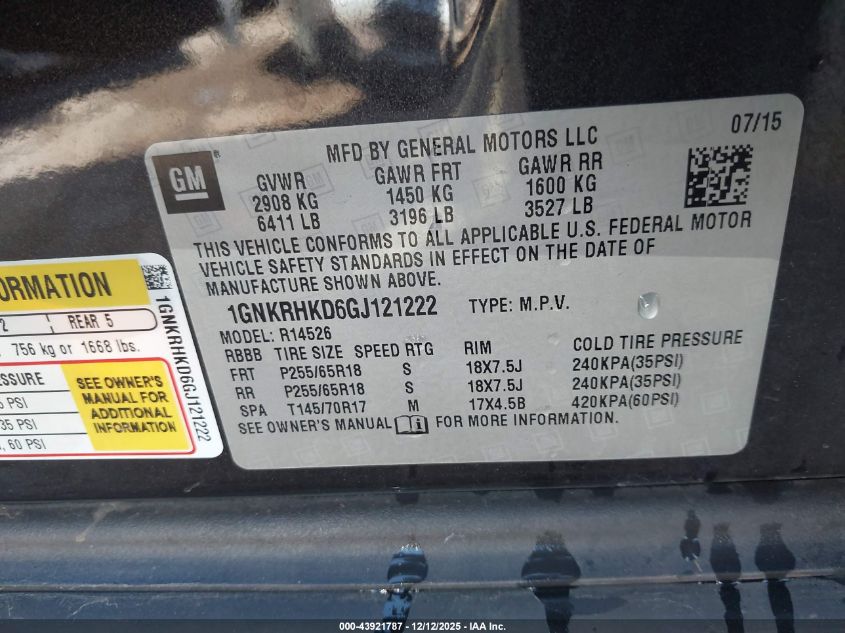 MFD BY GENERAL MOTORS LLC 07/15
GM
GVWR GAWR FRT GAWR RR
2908 KG 1450 KG 1600 KG
6411 LB 3196 LB 3527 LB
THIS VEHICLE CONFORMS TO ALL APPLICABLE U.S. FEDERAL MOTOR
VEHICLE SAFETY STANDARDS IN EFFECT ON THE DATE OF
MANUFACTURE SHOWN ABOVE.
1GNKRHKD6GJ121222 TYPE: M.P.V.
MODEL: R14526
RBBB TIRE SIZE SPEED RTG RIM COLD TIRE PRESSURE
FRT P255/65R18 S 18X7.5J 240KPA(35PSI)
RR P255/65R18 S 18X7.5J 240KPA(35PSI)
SPA T145/70R17 M 17X4.5B 420KPA(60PSI)
SEE OWNER'S MANUAL FOR MORE INFORMATION.
ORMATION
2 REAR 5
756 kg or 1668 lbs.
ESSURE
SEE OWNER'S
MANUAL FOR
ADDITIONAL
INFORMATION
PSI
35 PSI
60 PSI
1GNKRHKD6GJ121222
000-43921787 - 12/12/2025 - IAA Inc.